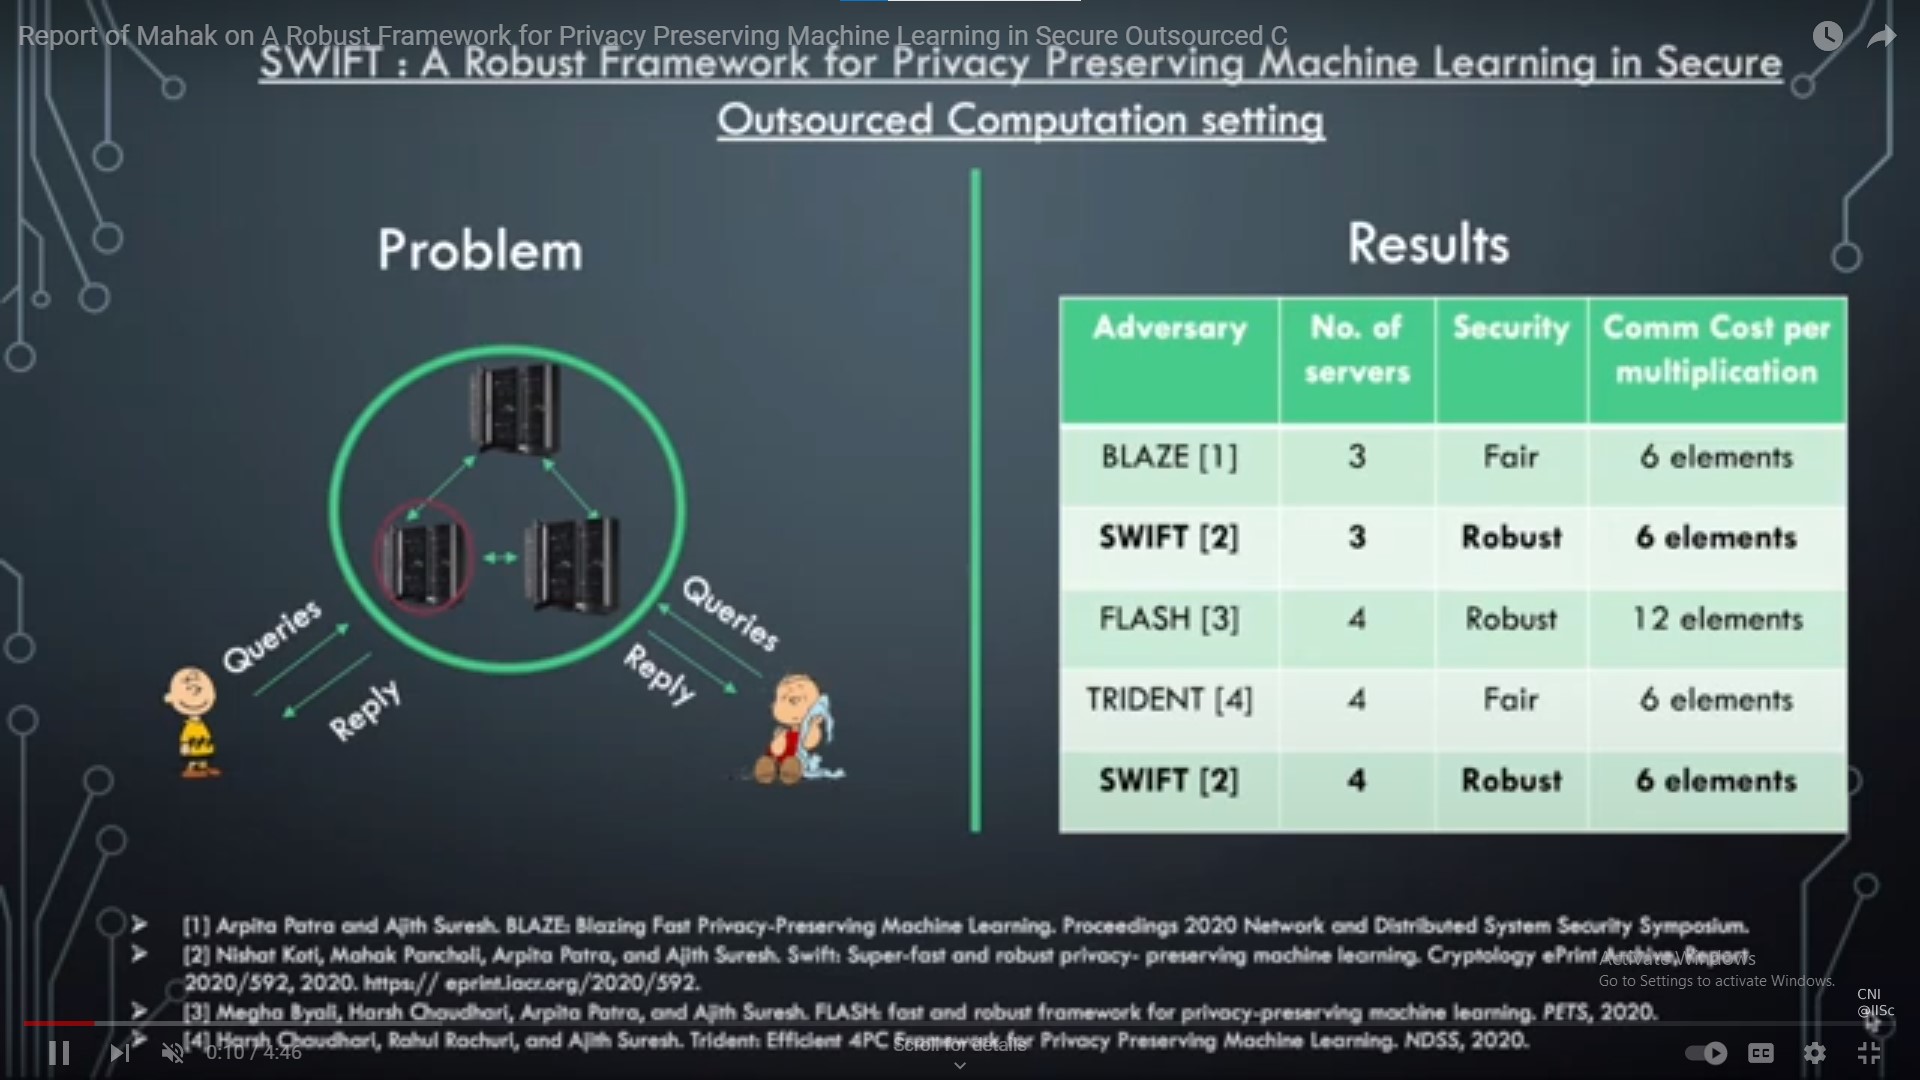 Report of Mahak on A Robust Framework for Privacy Preserving Machine Learning in Secure Outsourced C
SWIFT : A Robust Framework for Privacy Preserving Machine Learning in Secure
Outsourced Computation setting
Problem
Queries
Reply
Queries
Reply
Results
Adversary No. of servers Security Comm Cost per multiplication
BLAZE [1] 3 Fair 6 elements
SWIFT [2] 3 Robust 6 elements
FLASH [3] 4 Robust 12 elements
TRIDENT [4] 4 Fair 6 elements
SWIFT [2] 4 Robust 6 elements
[1] Arpita Patra and Ajith Suresh. BLAZE: Blazing Fast Privacy-Preserving Machine Learning. Proceedings 2020 Network and Distributed System Security Symposium.
[2] Nishat Koti, Mahak Pancholi, Arpita Patra, and Ajith Suresh. Swift: Super-fast and robust privacy- preserving machine learning. Cryptology ePrint Archive, Report
2020/592, 2020. https:// eprint.iacr.org/2020/592.
[3] Megha Byali, Harsh Chaudhari, Arpita Patra, and Ajith Suresh. FLASH: fast and robust framework for privacy-preserving machine learning. PETS, 2020.
[4] Harsh Chaudhari, Rahul Rachuri, and Ajith Suresh. Trident: Efficient 4PC Framework for Privacy Preserving Machine Learning. NDSS, 2020.
Activate Windows
Go to Settings to activate Windows.
CNI
@IISc
0:10 / 4:46
Scroll for details
CC